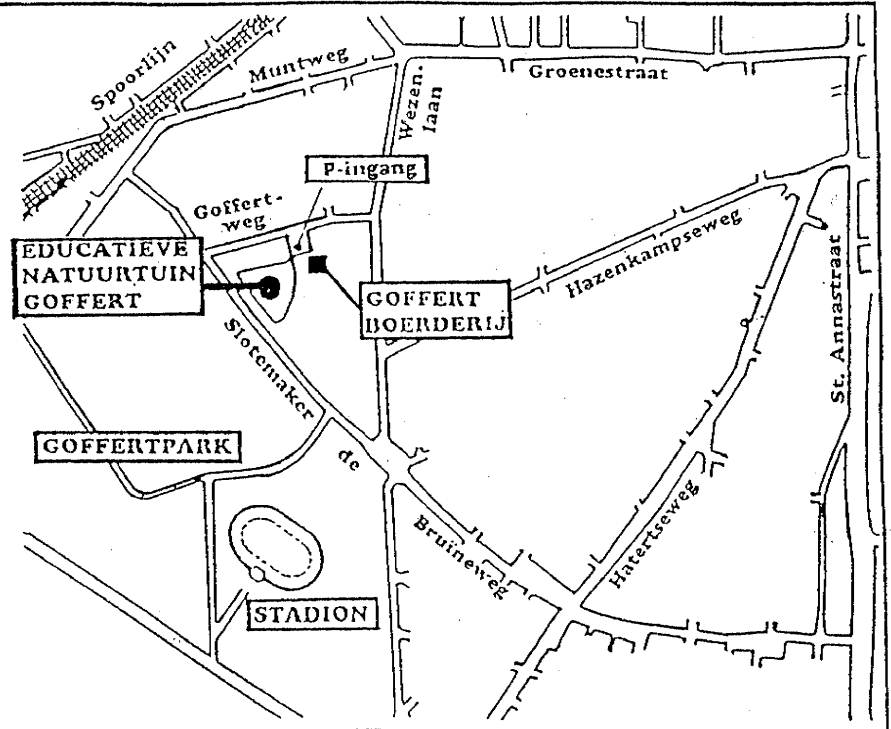 Spoorlijn
Muntweg
Groenestraat
Wezen-
laan
P-ingang
Goffert-
weg
EDUCATIEVE
NATUURTUIN
GOFFERT
Hazenkampseweg
GOFFERT
BOERDERIJ
St. Annastraat
Slotemaker
de
Bruïneweg
GOFFERTPARK
Hatertseweg
STADION